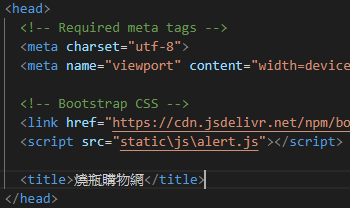 <head>
<!-- Required meta tags -->
<meta charset="utf-8">
<meta name="viewport" content="width=device
<!-- Bootstrap CSS -->
<link href="https://cdn.jsdelivr.net/npm/bo
<script src="static\js\alert.js"></script>
<title>燒瓶購物網</title>
</head>